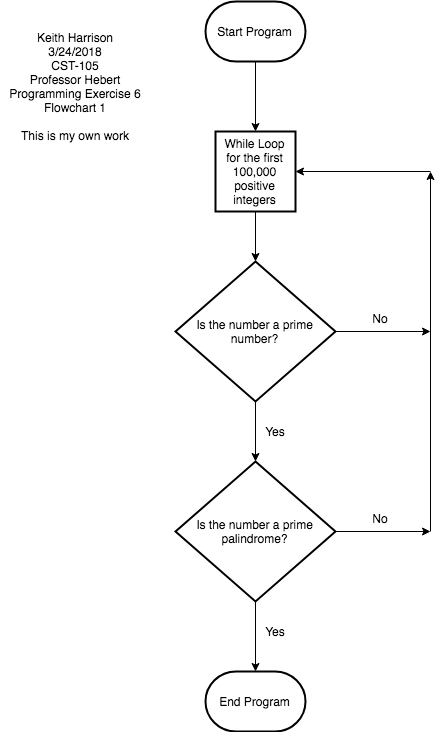 Keith Harrison
3/24/2018
CST-105
Professor Hebert
Programming Exercise 6
Flowchart 1
This is my own work
Start Program
While Loop
for the first
100,000
positive
integers
Is the number a prime
number?
No
Yes
Is the number a prime
palindrome?
No
Yes
End Program